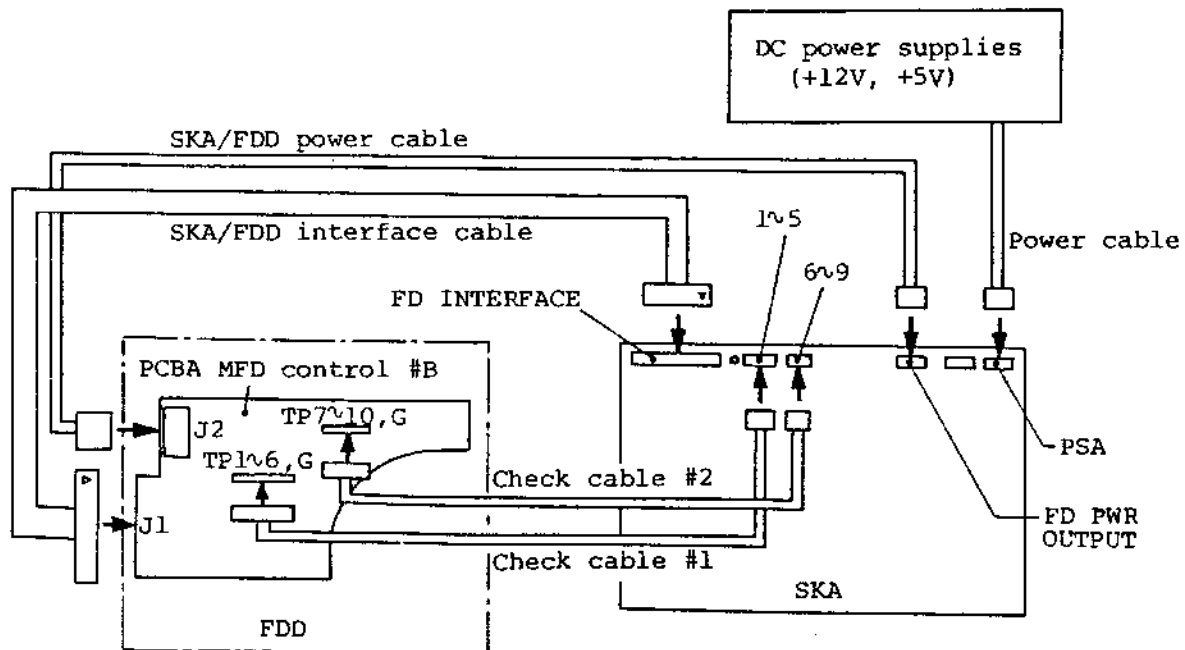 DC power supplies
(+12V, +5V)
SKA/FDD power cable
SKA/FDD interface cable
1~5
Power cable
6~9
FD INTERFACE
PCBA MFD control #B
TP7~10,G
J2
TP1~6,G
PSA
Check cable #2
J1
FD PWR
OUTPUT
Check cable #1
SKA
FDD